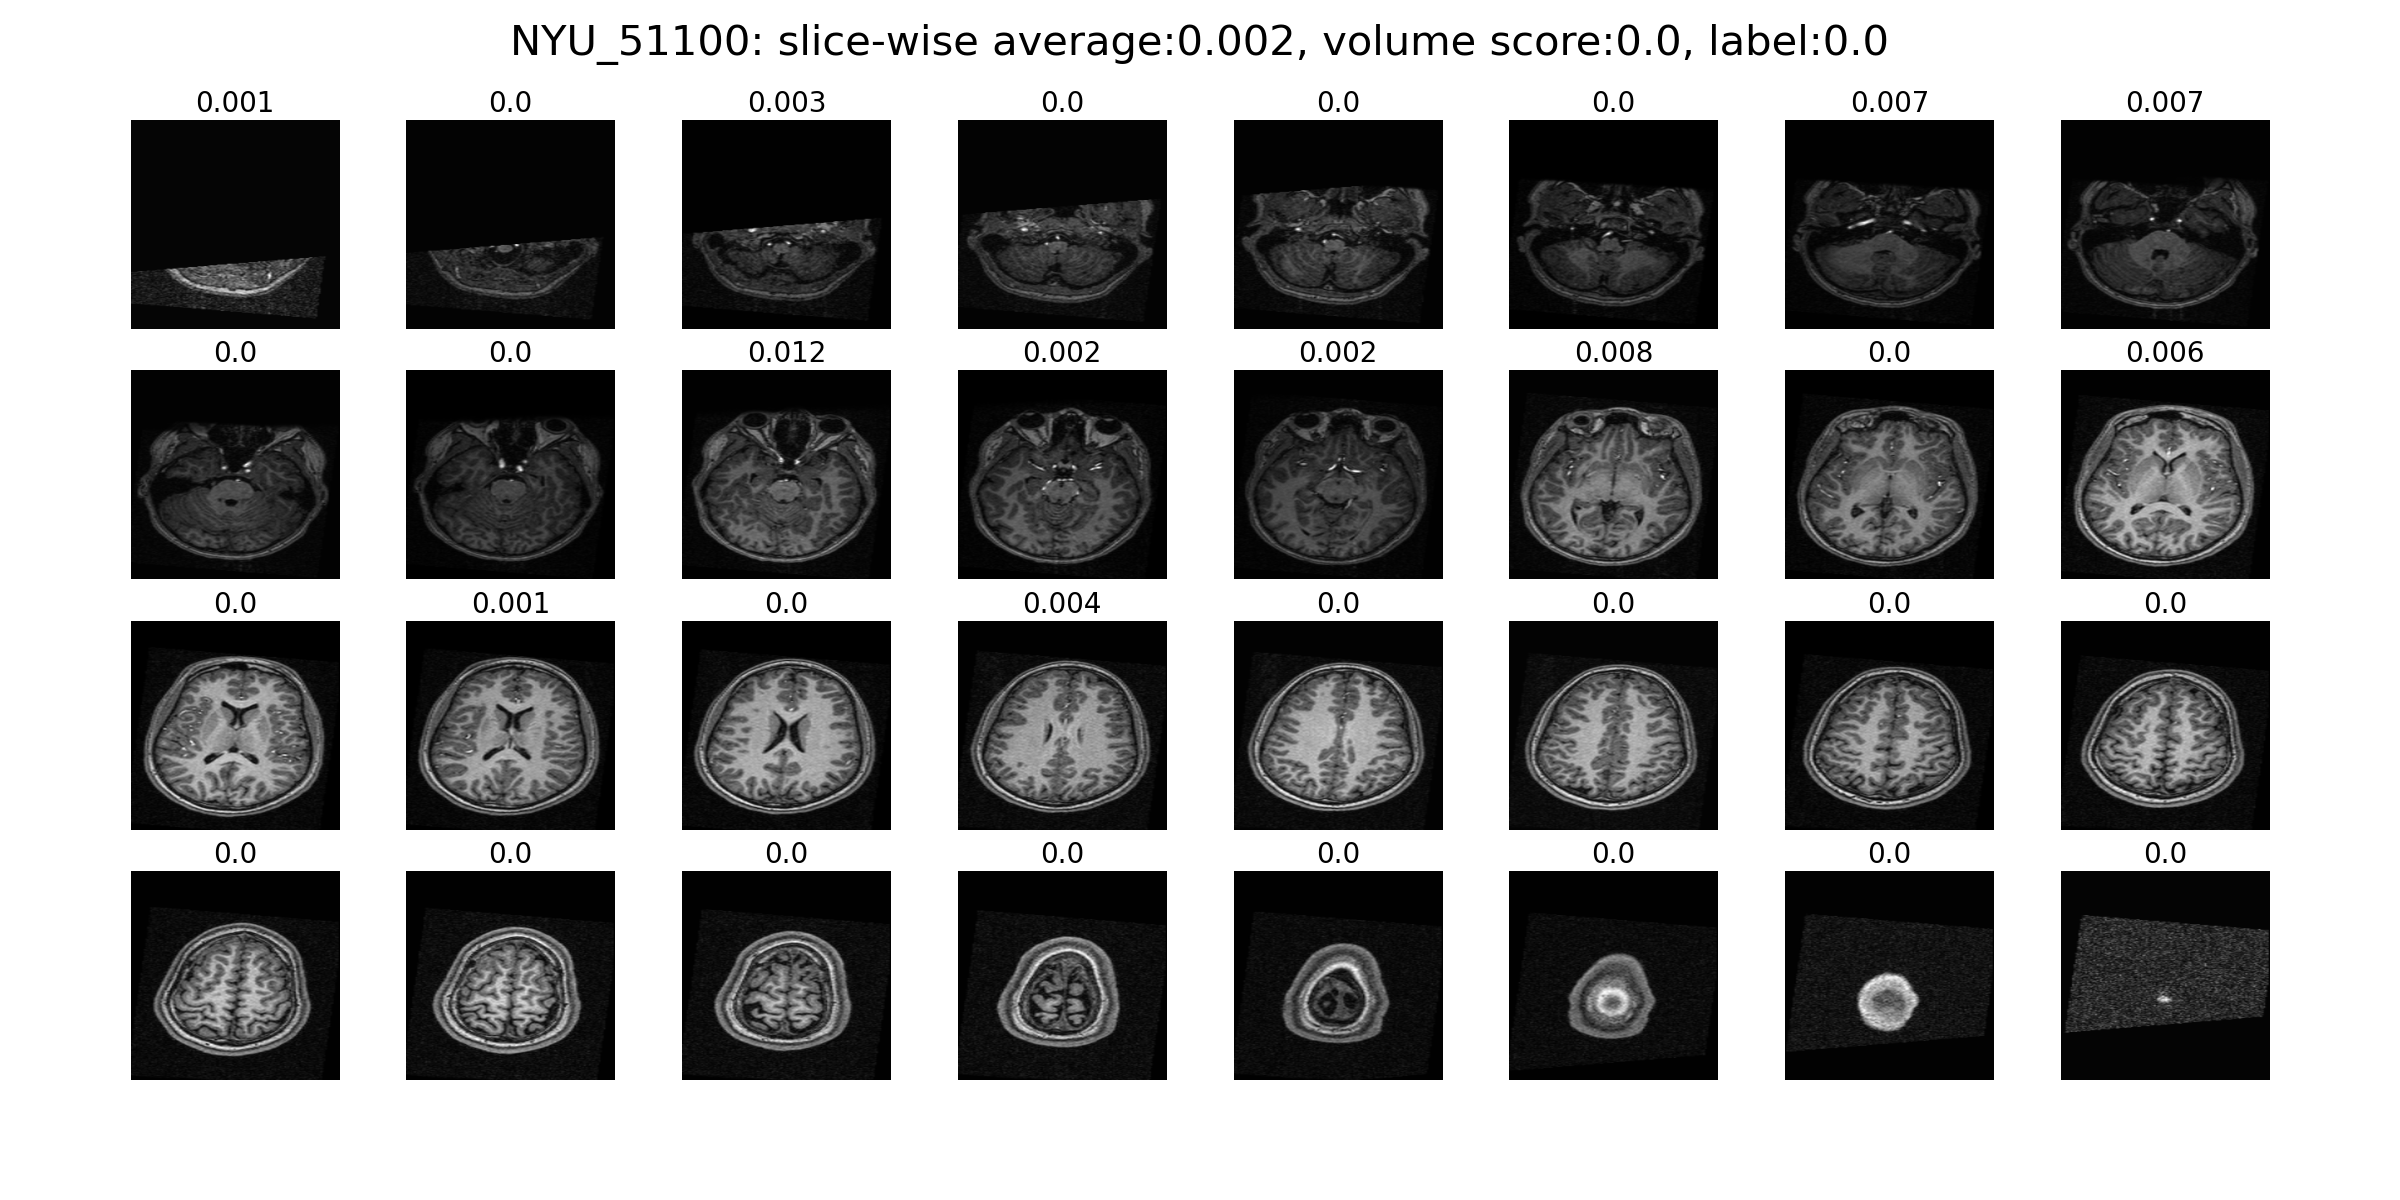 NYU_51100: slice-wise average:0.002, volume score:0.0, label:0.0
0.001 0.0 0.003 0.0 0.0 0.0 0.007 0.007
0.0 0.0 0.012 0.002 0.002 0.008 0.0 0.006
0.0 0.001 0.0 0.004 0.0 0.0 0.0 0.0
0.0 0.0 0.0 0.0 0.0 0.0 0.0 0.0